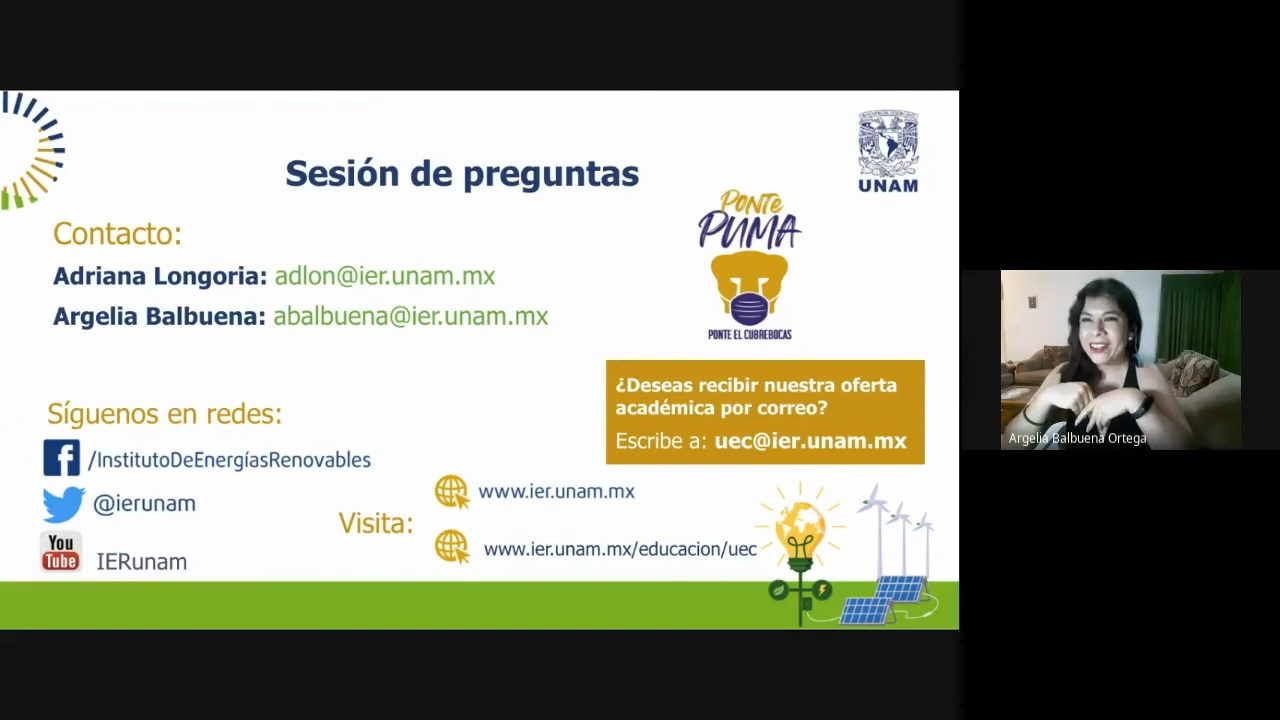 Sesión de preguntas
UNAM
PONTE
PUMA
PONTE EL CUBREBOCAS
Contacto:
Adriana Longoria: adlon@ier.unam.mx
Argelia Balbuena: abalbuena@ier.unam.mx
¿Deseas recibir nuestra oferta
académica por correo?
Escribe a: uec@ier.unam.mx
Síguenos en redes:
f /InstitutoDeEnergíasRenovables
@ierunam
You
Tube
IERunam
Visita:
www.ier.unam.mx
www.ier.unam.mx/educacion/uec
Argelia Balbuena Ortega